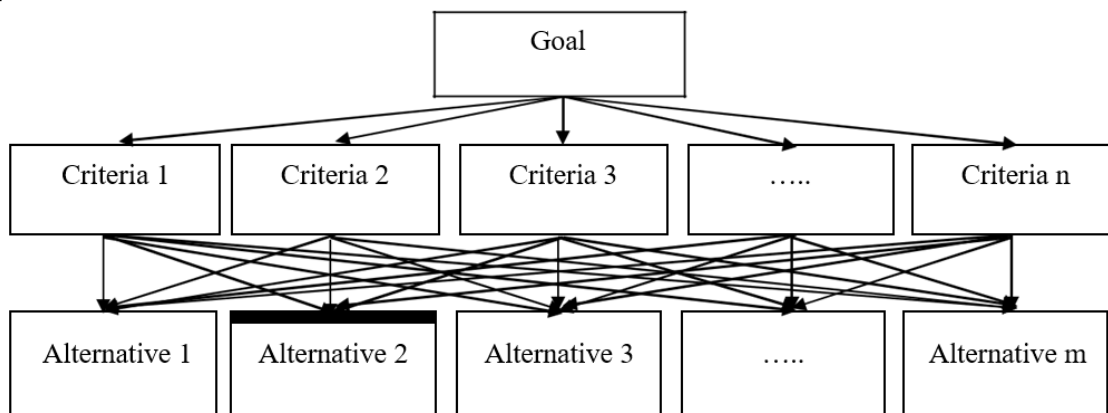 Goal
Criteria 1
Criteria 2
Criteria 3
…..
Criteria n
Alternative 1
Alternative 2
Alternative 3
…..
Alternative m